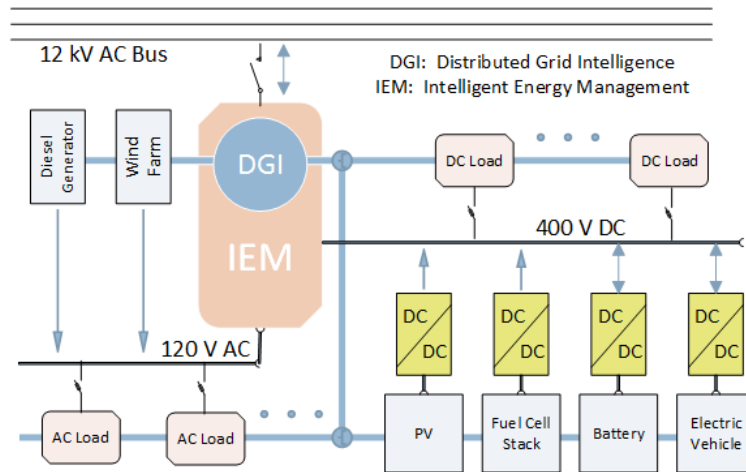 12 kV AC Bus
DGI: Distributed Grid Intelligence
IEM: Intelligent Energy Management
Diesel
Generator
Wind
Farm
DGI
IEM
DC Load
DC Load
400 V DC
DC
DC
DC
DC
DC
DC
DC
DC
120 V AC
AC Load
AC Load
PV
Fuel Cell
Stack
Battery
Electric
Vehicle